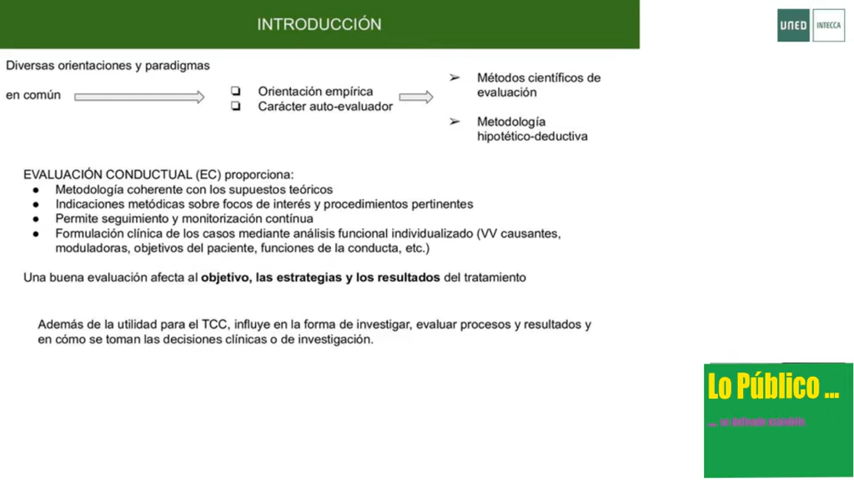 INTRODUCCIÓN
UNED
INTECCA
Diversas orientaciones y paradigmas
en común
❑ Orientación empírica
❑ Carácter auto-evaluador
➢ Métodos científicos de
evaluación
➢ Metodología
hipotético-deductiva
EVALUACIÓN CONDUCTUAL (EC) proporciona:
● Metodología coherente con los supuestos teóricos
● Indicaciones metódicas sobre focos de interés y procedimientos pertinentes
● Permite seguimiento y monitorización contínua
● Formulación clínica de los casos mediante análisis funcional individualizado (VV causantes,
moduladoras, objetivos del paciente, funciones de la conducta, etc.)
Una buena evaluación afecta al objetivo, las estrategias y los resultados del tratamiento
Además de la utilidad para el TCC, influye en la forma de investigar, evaluar procesos y resultados y
en cómo se toman las decisiones clínicas o de investigación.
Lo Público ...